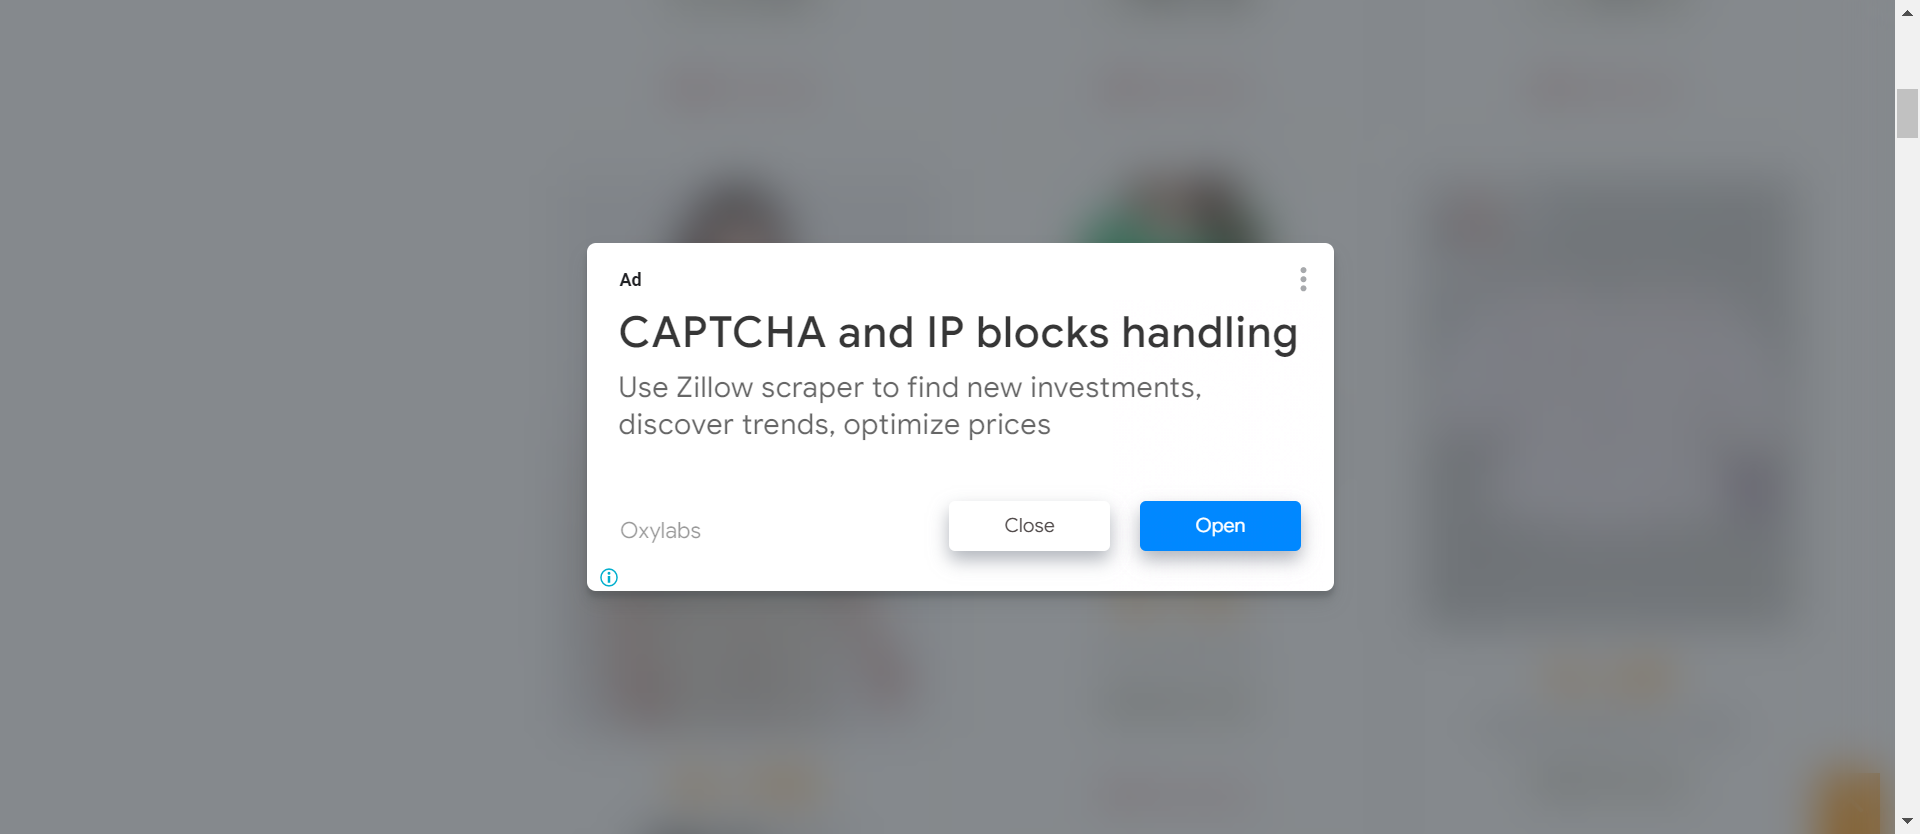 Ad
CAPTCHA and IP blocks handling
Use Zillow scraper to find new investments,
discover trends, optimize prices
Oxylabs
Close
Open